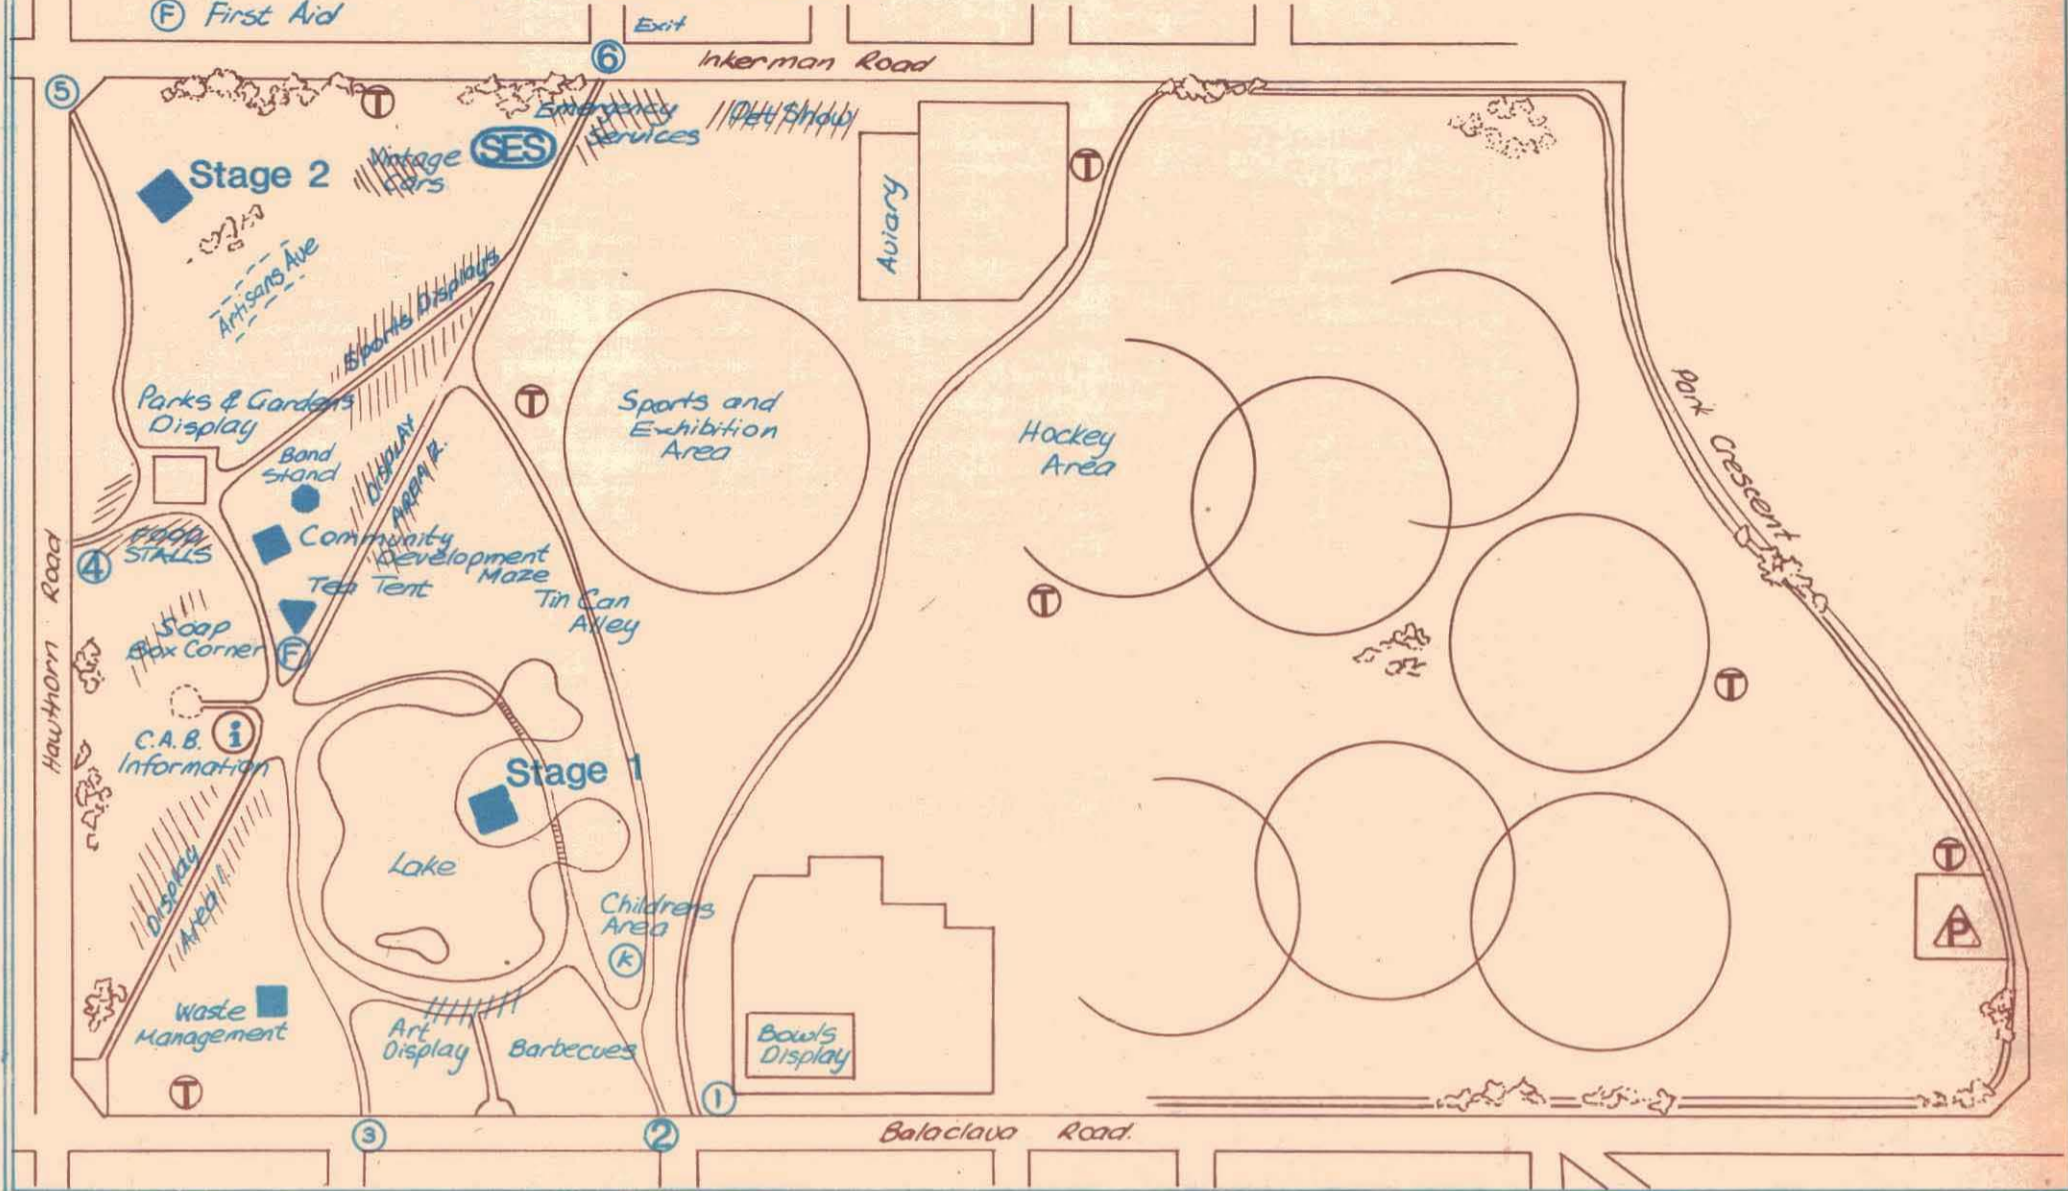 F First Aid
Exit
6
Inkerman Road
5
T
Emergency
Services
Pet Show
SES
Vintage
Cars
Stage 2
T
Aviary
Artisans Ave
Sports Displays
Park Crescent
Parks & Gardens
Display
T
Sports and
Exhibition
Area
Hockey
Area
Band
Stand
DISPLAY
AREA 2.
Hawthorn Road
FOOD
STALLS
4
Community
Development
Maze
Tea Tent
Tin Can
Alley
T
Soap
Box Corner
F
T
C.A.B.
Information
i
Stage 1
Lake
Display
Area 1.
T
P
Childrens
Area
K
Waste
Management
Art
Display
Barbecues
Bowls
Display
T
1
3
2
Balaclava Road.